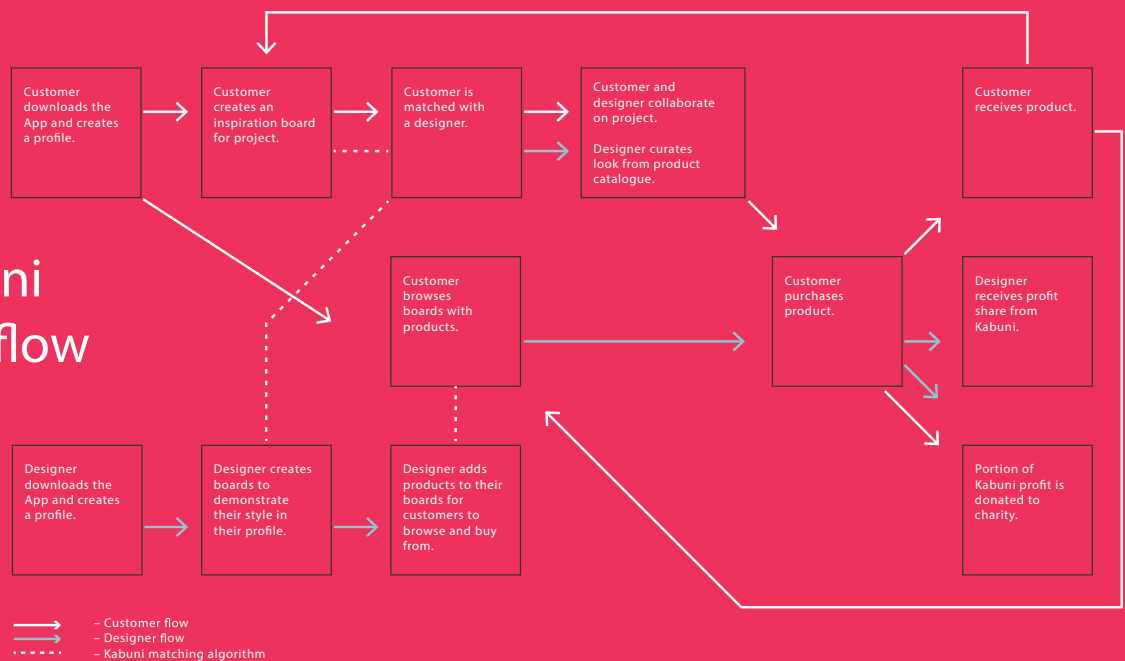 Customer
downloads the
App and creates
a profile.
Customer
creates an
inspiration board
for project.
Customer is
matched with
a designer.
Customer and
designer collaborate
on project.
Designer curates
look from product
catalogue.
Customer
receives product.
ni
flow
Customer
browses
boards with
products.
Customer
purchases
product.
Designer
receives profit
share from
Kabuni.
Designer
downloads the
App and creates
a profile.
Designer creates
boards to
demonstrate
their style in
their profile.
Designer adds
products to their
boards for
customers to
browse and buy
from.
Portion of
Kabuni profit is
donated to
charity.
– Customer flow
– Designer flow
– Kabuni matching algorithm